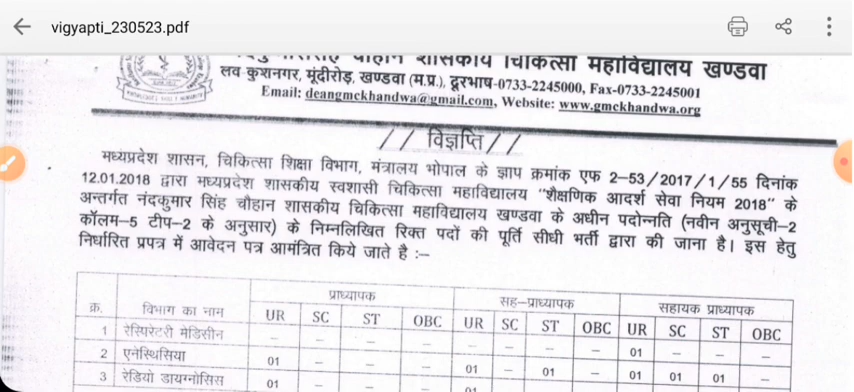 vigyapti_230523.pdf
चौहान शासकीय चिकित्सा महाविद्यालय खण्डवा
लव कुशनगर, मूंदीरोड़, खण्डवा (म.प्र.), दूरभाष-0733-2245000, Fax-0733-2245001
Email: deangmckhandwa@gmail.com, Website: www.gmckhandwa.org
// विज्ञप्ति //
मध्यप्रदेश शासन, चिकित्सा शिक्षा विभाग, मंत्रालय भोपाल के ज्ञाप क्रमांक एफ 2-53/2017/1/55 दिनांक
12.01.2018 द्वारा मध्यप्रदेश शासकीय स्वशासी चिकित्सा महाविद्यालय "शैक्षणिक आदर्श सेवा नियम 2018" के
अन्तर्गत नंदकुमार सिंह चौहान शासकीय चिकित्सा महाविद्यालय खण्डवा के अधीन पदोन्नति (नवीन अनुसूची-2
कॉलम-5 टीप-2 के अनुसार) के निम्नलिखित रिक्त पदों की पूर्ति सीधी भर्ती द्वारा की जाना है। इस हेतु
निर्धारित प्रपत्र में आवेदन पत्र आमंत्रित किये जाते है :-
क्र. विभाग का नाम प्राध्यापक सह-प्राध्यापक सहायक प्राध्यापक
UR SC ST OBC UR SC ST OBC UR SC ST OBC
1 रेस्पिरेटरी मेडिसीन – – – – – – – – 01 – – –
2 एनेस्थिसिया 01 – – – 01 – 01 – 01 01 01 –
3 रेडियो डायग्नोसिस 01 – – – 01